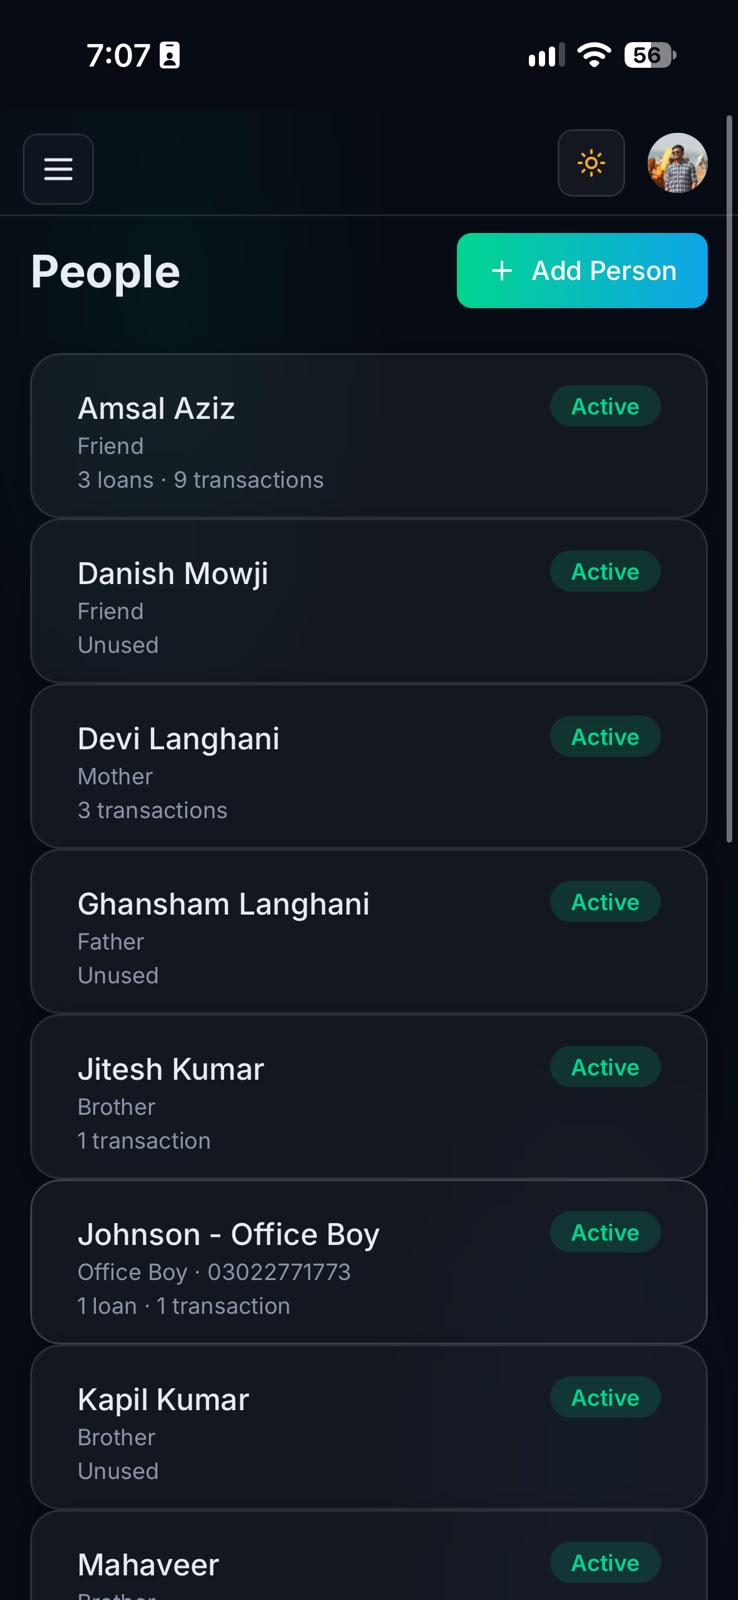 7:07
56
People
+ Add Person
Amsal Aziz
Active
Friend
3 loans · 9 transactions
Danish Mowji
Active
Friend
Unused
Devi Langhani
Active
Mother
3 transactions
Ghansham Langhani
Active
Father
Unused
Jitesh Kumar
Active
Brother
1 transaction
Johnson - Office Boy
Active
Office Boy · 03022771773
1 loan · 1 transaction
Kapil Kumar
Active
Brother
Unused
Mahaveer
Active
Brother